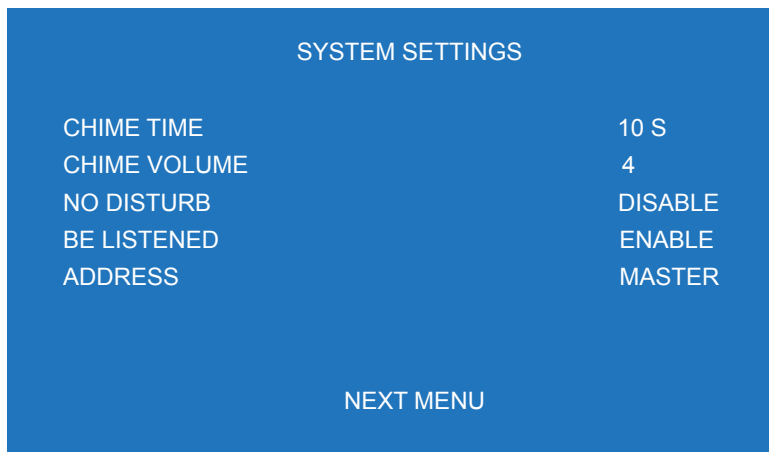 SYSTEM SETTINGS
CHIME TIME 10 S
CHIME VOLUME 4
NO DISTURB DISABLE
BE LISTENED ENABLE
ADDRESS MASTER
NEXT MENU